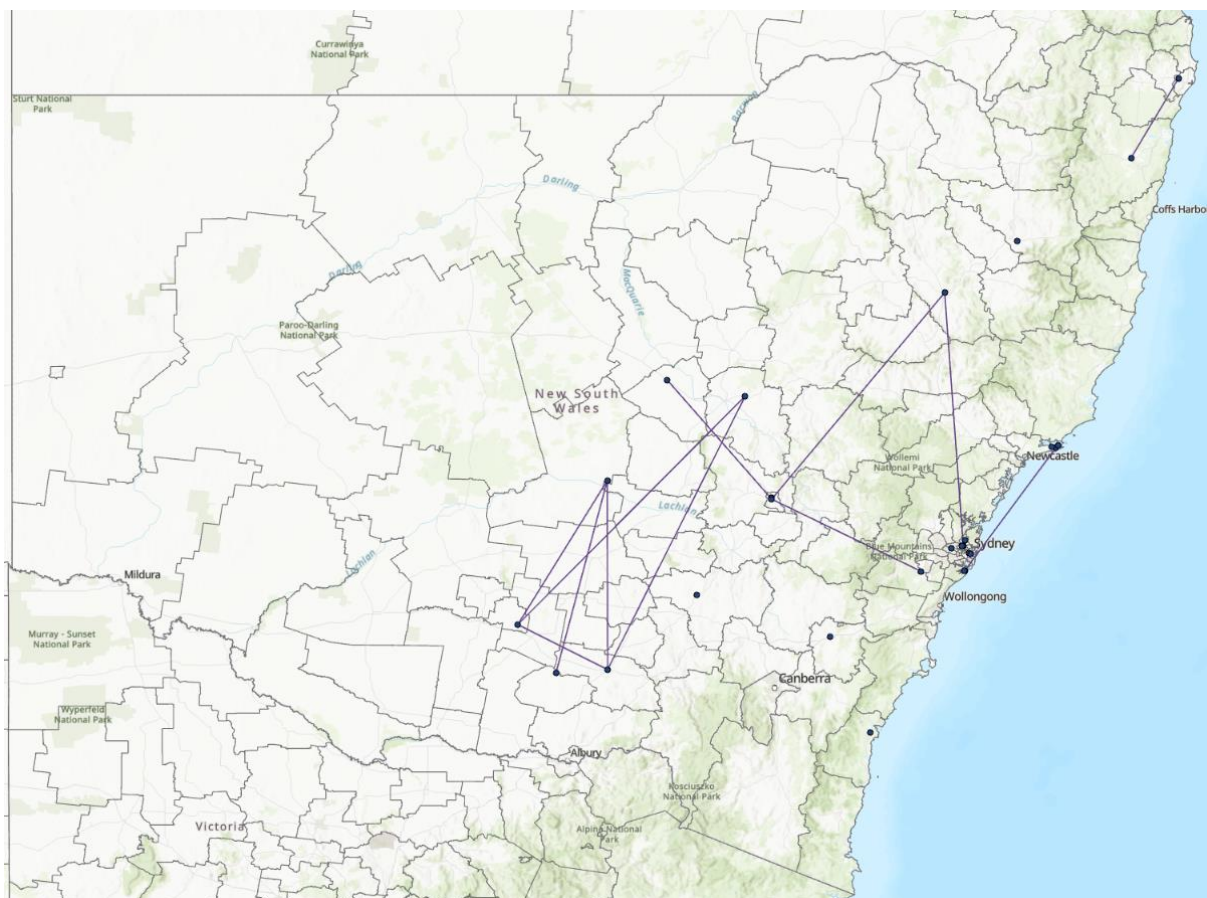 Currawinya
National Park
Sturt National
Park
Barwon
Darling
Coffs Harbo
Darling
Macquarie
Paroo-Darling
National Park
New South
Wales
Wollemi
National Park
Newcastle
Lachlan
Sydney
Blue Mountains
National Park
Lachlan
Mildura
Wollongong
Murray - Sunset
National Park
Canberra
Wyperfeld
National Park
Albury
Kosciuszko
National Park
Victoria
Alpine National
Park